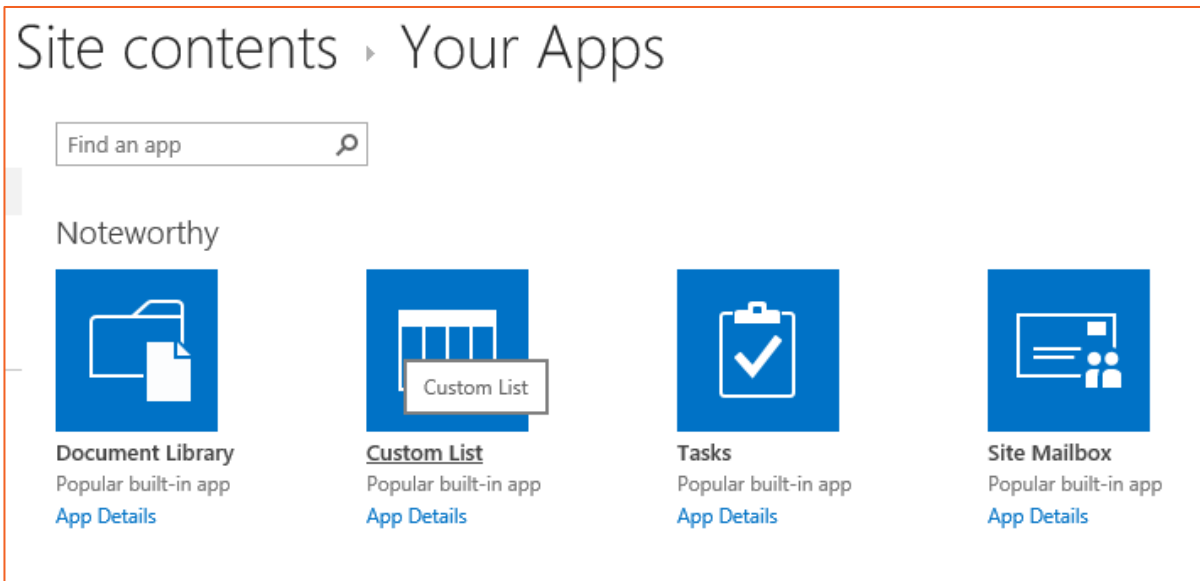 Site contents ▸ Your Apps
Find an app
Noteworthy
Custom List
Document Library Custom List Tasks Site Mailbox
Popular built-in app Popular built-in app Popular built-in app Popular built-in app
App Details App Details App Details App Details